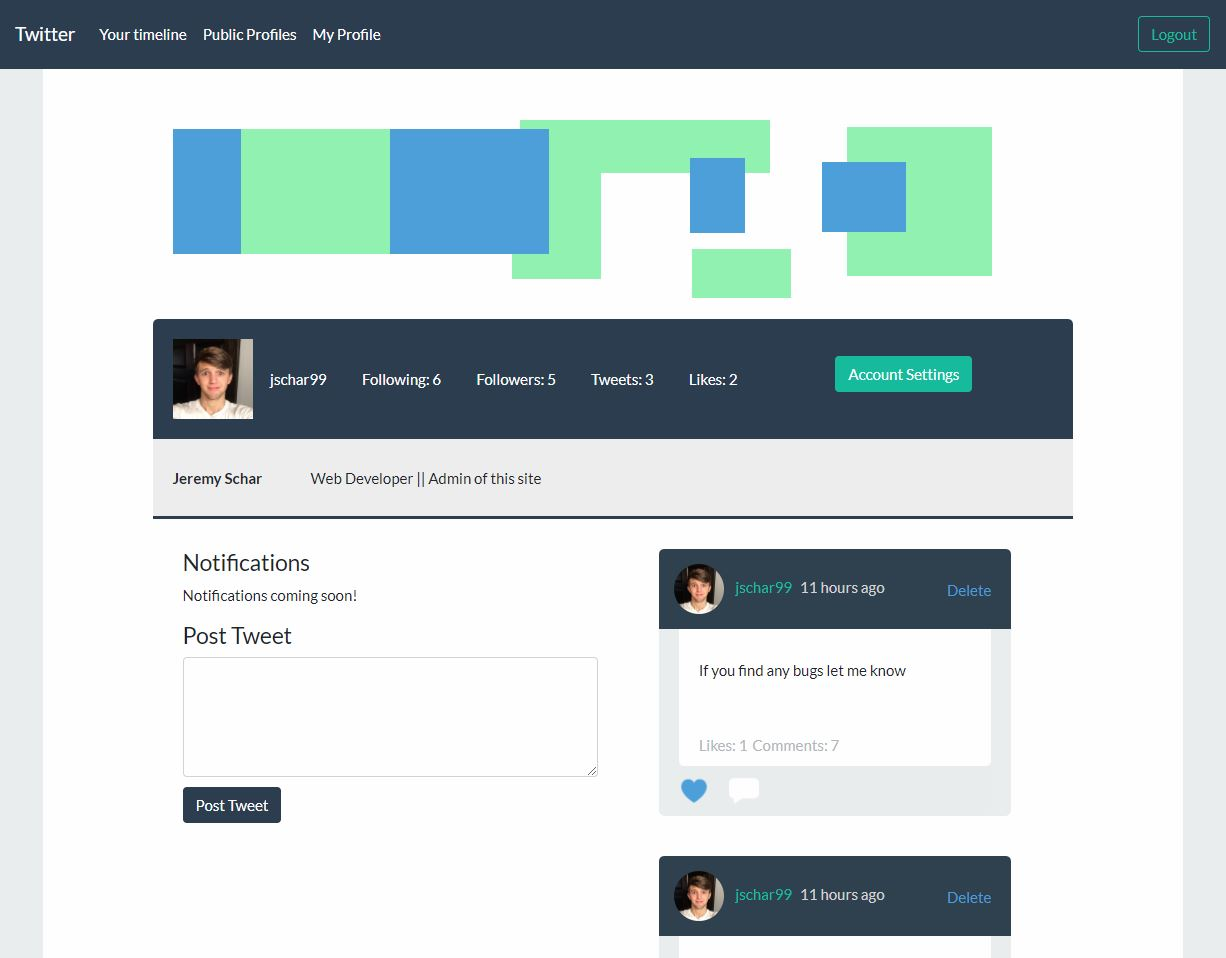 Twitter Your timeline Public Profiles My Profile Logout
jschar99 Following: 6 Followers: 5 Tweets: 3 Likes: 2 Account Settings
Jeremy Schar Web Developer || Admin of this site
Notifications
Notifications coming soon!
Post Tweet
Post Tweet
jschar99 11 hours ago Delete
If you find any bugs let me know
Likes: 1 Comments: 7
jschar99 11 hours ago Delete